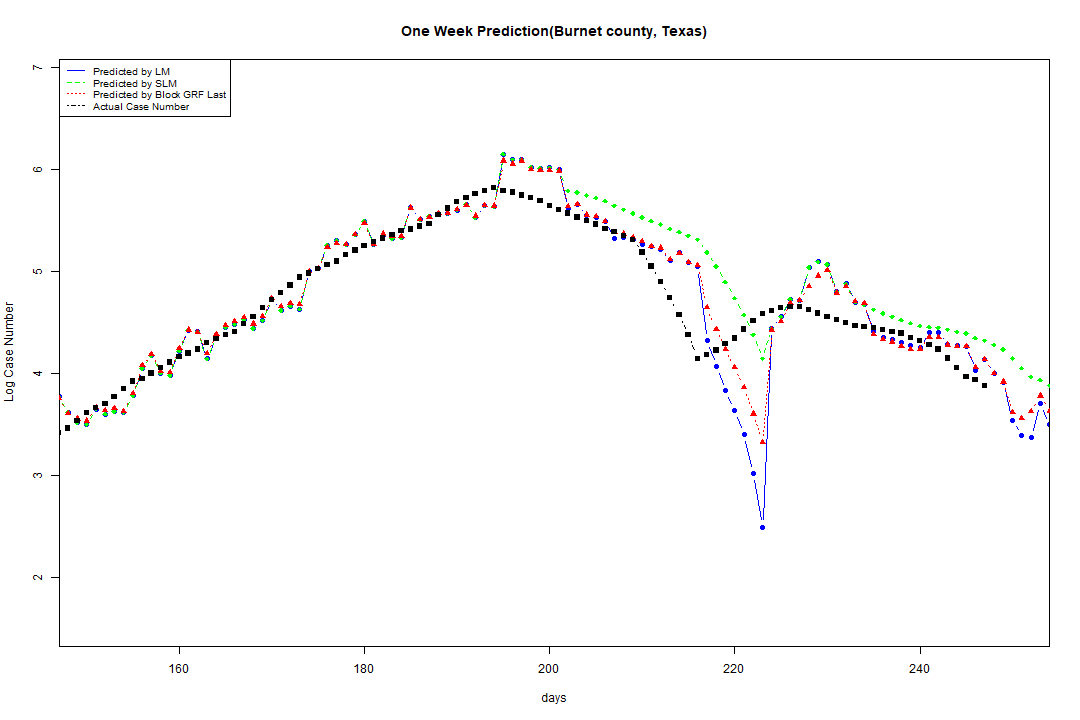 One Week Prediction(Burnet county, Texas)
Predicted by LM
Predicted by SLM
Predicted by Block GRF Last
Actual Case Number
Log Case Number
7
6
5
4
3
2
160 180 200 220 240
days